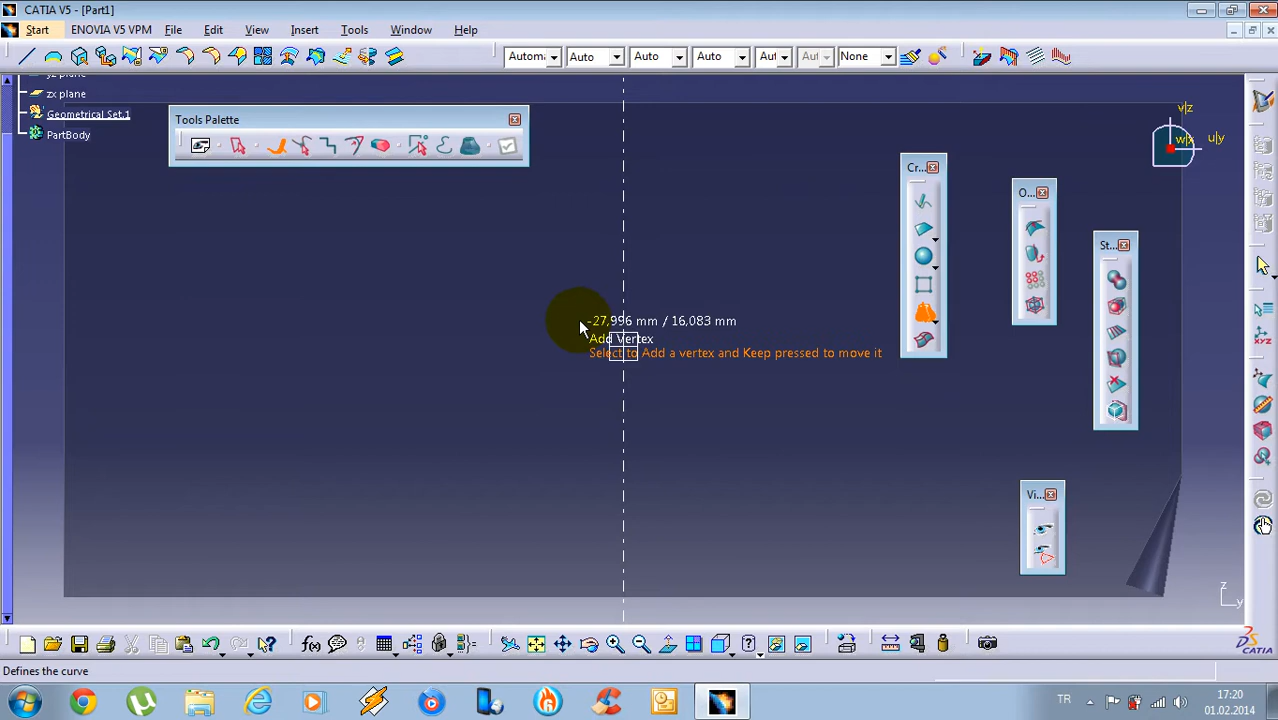 CATIA V5 - [Part1]
Start
ENOVIA V5 VPM
File
Edit
View
Insert
Tools
Window
Help
Autom
Auto
Auto
Auto
Aut
Aut
None
zx plane
Geometrical Set.1
PartBody
Tools Palette
Cr...
O...
St...
Vi...
v|z
w|x
u|y
-27,996 mm / 16,083 mm
Add Vertex
Select to Add a vertex and Keep pressed to move it
z
y
f(x)
CATIA
Defines the curve
TR
17:20
01.02.2014